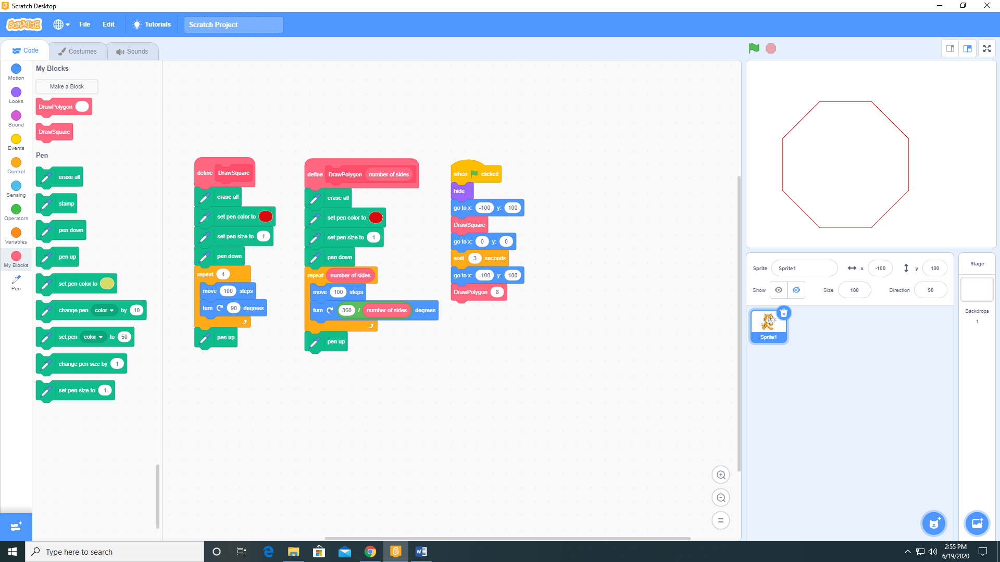 Scratch Desktop
SCRATCH File Edit Tutorials Scratch Project
Code Costumes Sounds
Motion
Looks
Sound
Events
Control
Sensing
Operators
Variables
My Blocks
Pen
My Blocks
Make a Block
DrawPolygon
DrawSquare
Pen
erase all
stamp
pen down
pen up
set pen color to
change pen color by 10
set pen color to 50
change pen size by 1
set pen size to 1
define DrawSquare
erase all
set pen color to
set pen size to 1
pen down
repeat 4
move 100 steps
turn 90 degrees
pen up
define DrawPolygon number of sides
erase all
set pen color to
set pen size to 1
pen down
repeat number of sides
move 100 steps
turn 360 / number of sides degrees
pen up
when clicked
hide
go to x: -100 y: 100
DrawSquare
go to x: 0 y: 0
wait 3 seconds
go to x: -100 y: 100
DrawPolygon 8
Sprite Sprite1 x -100 y 100
Show Size 100 Direction 90
Sprite1
Stage
Backdrops
1
Type here to search
2:55 PM
6/19/2020